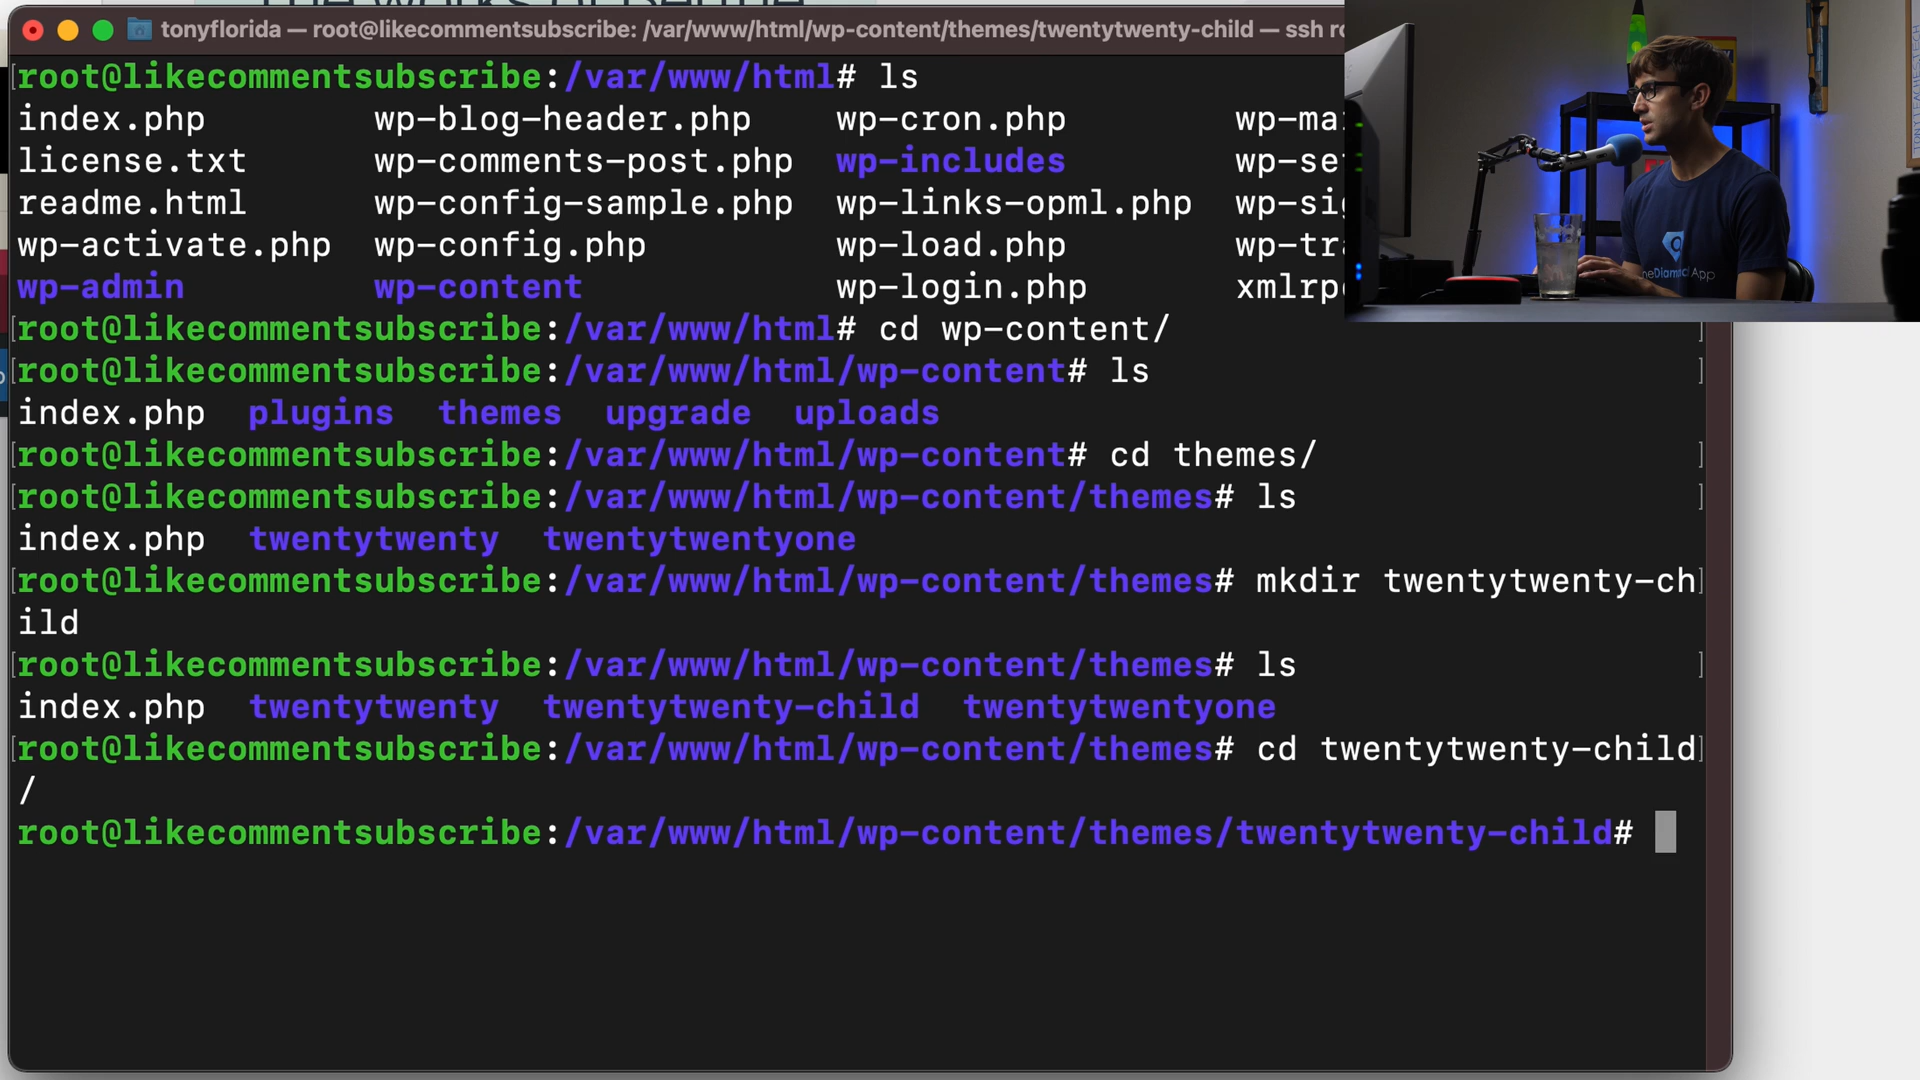 tonyflorida — root@likecommentsubscribe: /var/www/html/wp-content/themes/twentytwenty-child — ssh
root@likecommentsubscribe:/var/www/html# ls
index.php wp-blog-header.php wp-cron.php
license.txt wp-comments-post.php wp-includes
readme.html wp-config-sample.php wp-links-opml.php
wp-activate.php wp-config.php wp-load.php
wp-admin wp-content wp-login.php
root@likecommentsubscribe:/var/www/html# cd wp-content/
root@likecommentsubscribe:/var/www/html/wp-content# ls
index.php plugins themes upgrade uploads
root@likecommentsubscribe:/var/www/html/wp-content# cd themes/
root@likecommentsubscribe:/var/www/html/wp-content/themes# ls
index.php twentytwenty twentytwentyone
root@likecommentsubscribe:/var/www/html/wp-content/themes# mkdir twentytwenty-ch
ild
root@likecommentsubscribe:/var/www/html/wp-content/themes# ls
index.php twentytwenty twentytwenty-child twentytwentyone
root@likecommentsubscribe:/var/www/html/wp-content/themes# cd twentytwenty-child
/
root@likecommentsubscribe:/var/www/html/wp-content/themes/twentytwenty-child#